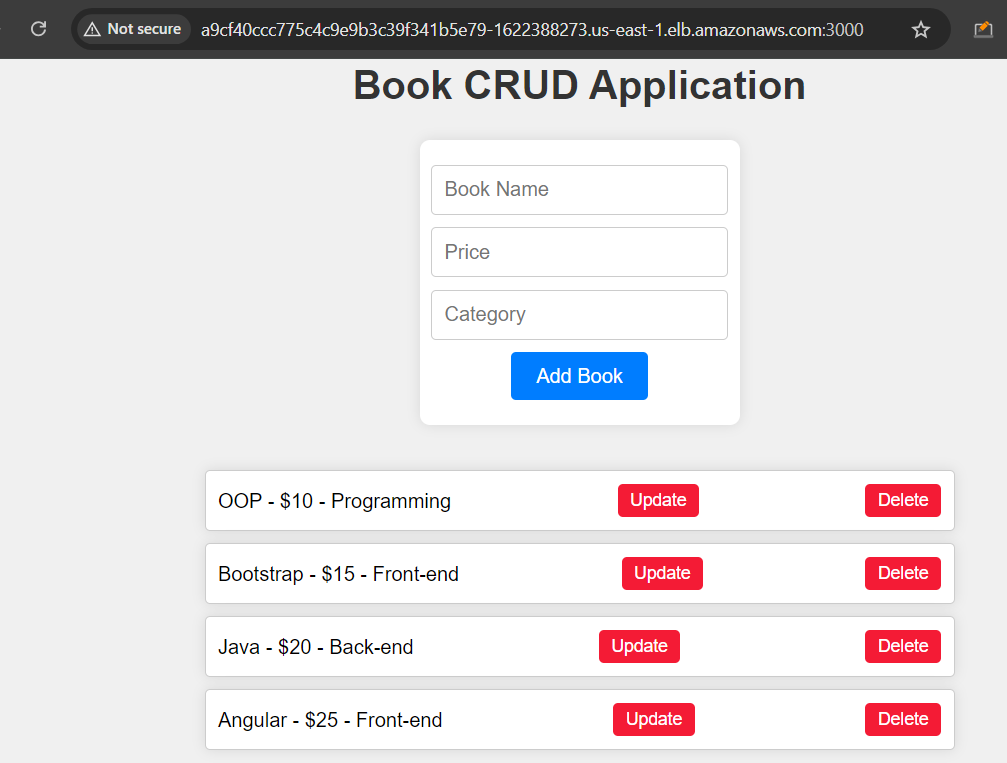 Not secure a9cf40ccc775c4c9e9b3c39f341b5e79-1622388273.us-east-1.elb.amazonaws.com:3000
Book CRUD Application
Book Name
Price
Category
Add Book
OOP - $10 - Programming Update Delete
Bootstrap - $15 - Front-end Update Delete
Java - $20 - Back-end Update Delete
Angular - $25 - Front-end Update Delete